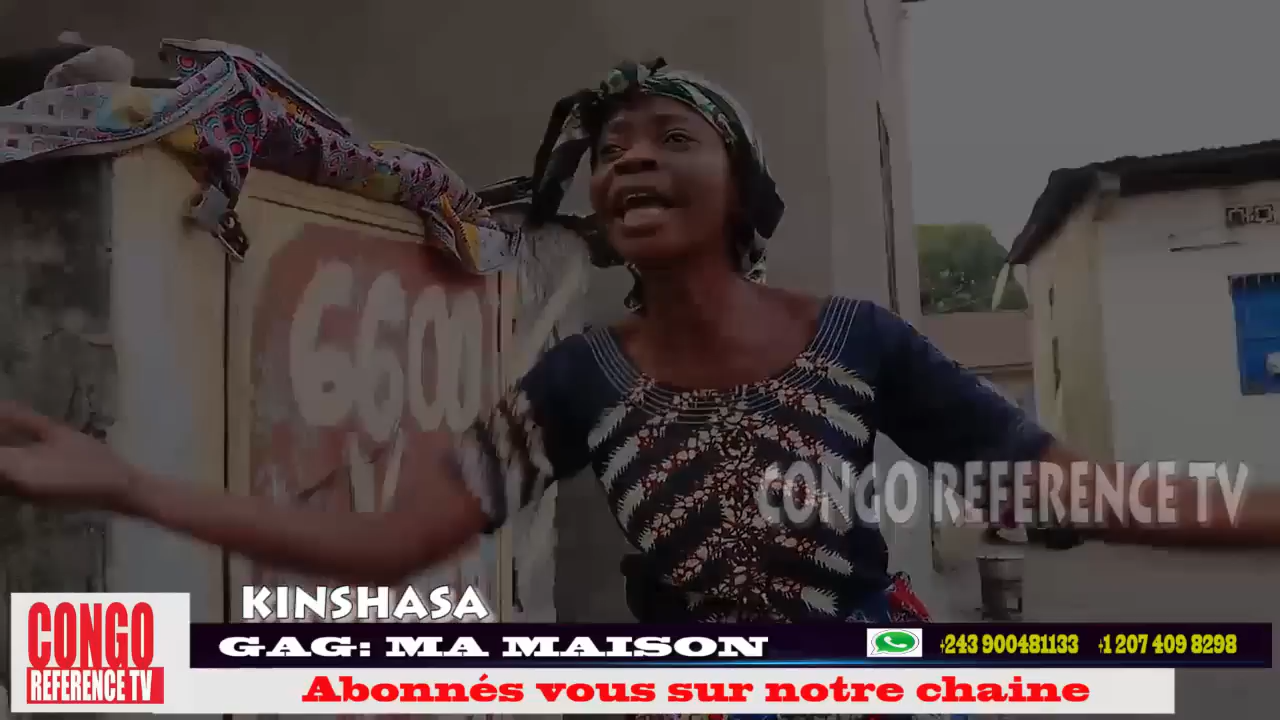 6600
CONGO REFERENCE TV
KINSHASA
GAG: MA MAISON
+243 900481133 +1 207 409 8298
CONGO
REFERENCE TV
Abonnés vous sur notre chaine